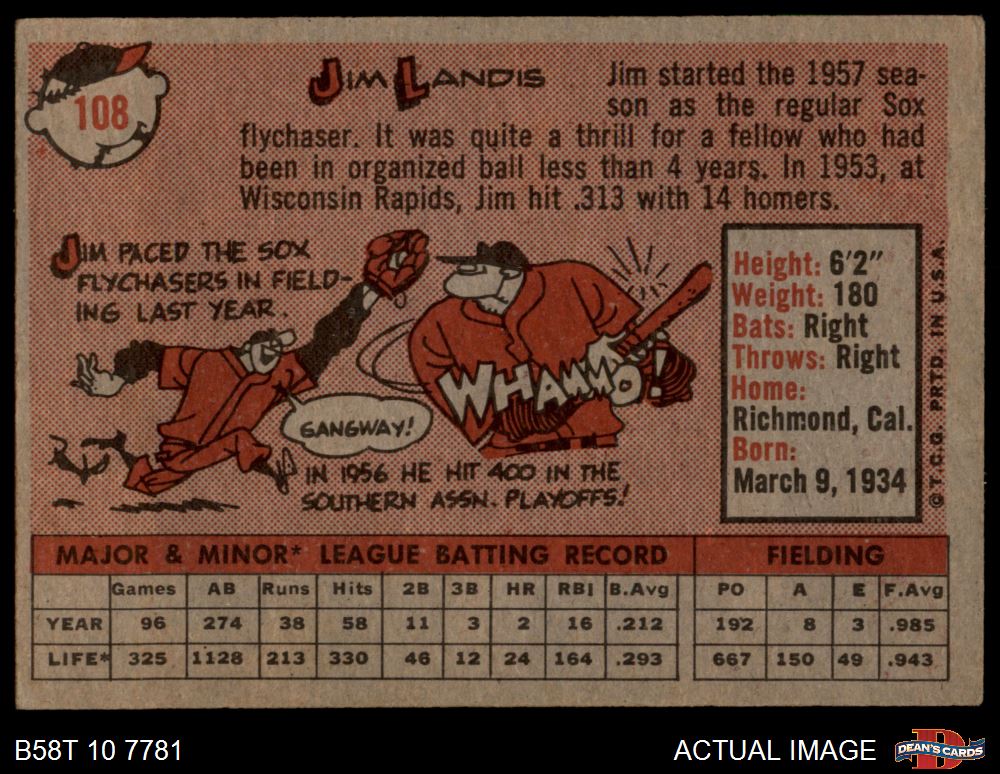 108
JIM LANDIS
Jim started the 1957 sea-
son as the regular Sox
flychaser. It was quite a thrill for a fellow who had
been in organized ball less than 4 years. In 1953, at
Wisconsin Rapids, Jim hit .313 with 14 homers.
JIM PACED THE SOX
FLYCHASERS IN FIELD-
ING LAST YEAR.
GANGWAY!
WHAMMO!
IN 1956 HE HIT 400 IN THE
SOUTHERN ASSN. PLAYOFFS!
Height: 6'2"
Weight: 180
Bats: Right
Throws: Right
Home:
Richmond, Cal.
Born:
March 9, 1934
© T.C.G. PRTD. IN U.S.A.
MAJOR & MINOR* LEAGUE BATTING RECORD FIELDING
Games AB Runs Hits 2B 3B HR RBI B.Avg PO A E F.Avg
YEAR 96 274 38 58 11 3 2 16 .212 192 8 3 .985
LIFE* 325 1128 213 330 46 12 24 164 .293 667 150 49 .943
B58T 10 7781
ACTUAL IMAGE
D
DEAN'S CARDS